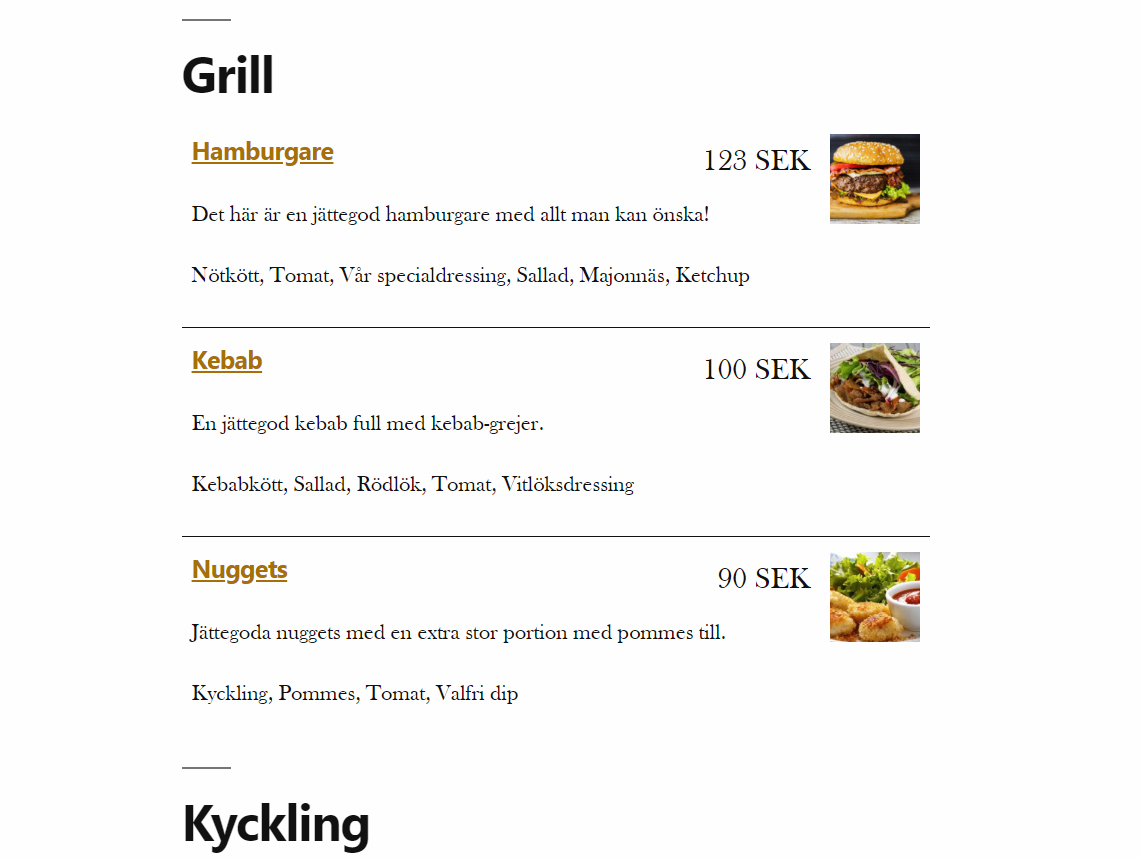 Grill
Hamburgare
123 SEK
Det här är en jättegod hamburgare med allt man kan önska!
Nötkött, Tomat, Vår specialdressing, Sallad, Majonnäs, Ketchup
Kebab
100 SEK
En jättegod kebab full med kebab-grejer.
Kebabkött, Sallad, Rödlök, Tomat, Vitlöksdressing
Nuggets
90 SEK
Jättegoda nuggets med en extra stor portion med pommes till.
Kyckling, Pommes, Tomat, Valfri dip
Kyckling